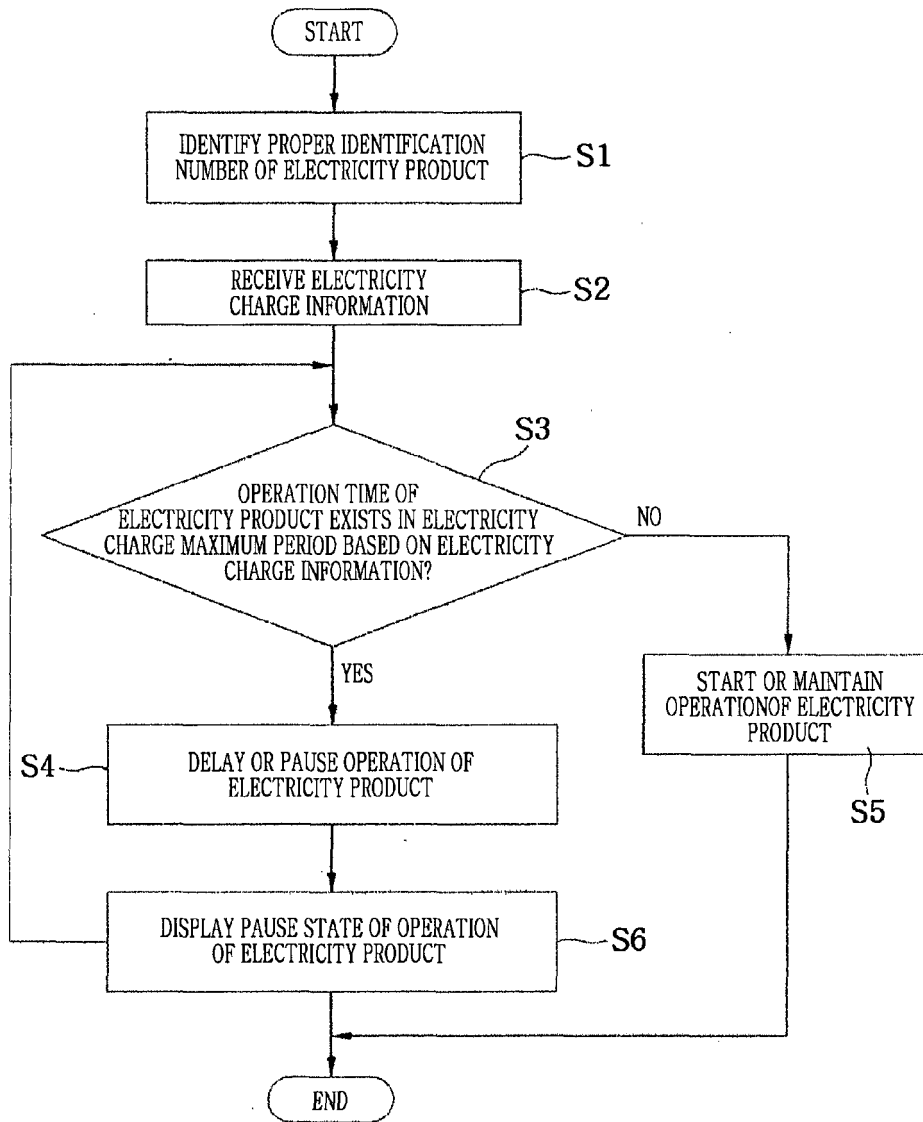 START
IDENTIFY PROPER IDENTIFICATION
NUMBER OF ELECTRICITY PRODUCT
S1
RECEIVE ELECTRICITY
CHARGE INFORMATION
S2
S3
OPERATION TIME OF
ELECTRICITY PRODUCT EXISTS IN ELECTRICITY
CHARGE MAXIMUM PERIOD BASED ON ELECTRICITY
CHARGE INFORMATION?
NO
YES
START OR MAINTAIN
OPERATIONOF ELECTRICITY
PRODUCT
S5
S4
DELAY OR PAUSE OPERATION OF
ELECTRICITY PRODUCT
DISPLAY PAUSE STATE OF OPERATION
OF ELECTRICITY PRODUCT
S6
END